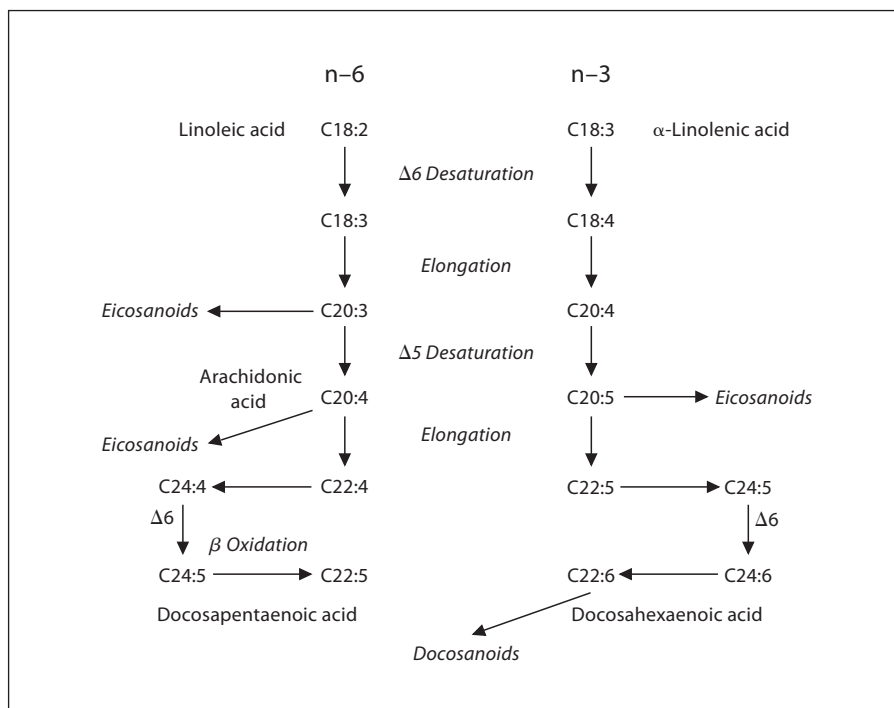 n–6 n–3
Linoleic acid C18:2 C18:3 α-Linolenic acid
Δ6 Desaturation
C18:3 C18:4
Elongation
Eicosanoids C20:3 C20:4
Δ5 Desaturation
Arachidonic
acid C20:4 C20:5 Eicosanoids
Elongation
Eicosanoids
C24:4 C22:4 C22:5 C24:5
Δ6 Δ6
β Oxidation
C24:5 C22:5 C22:6 C24:6
Docosapentaenoic acid Docosahexaenoic acid
Docosanoids